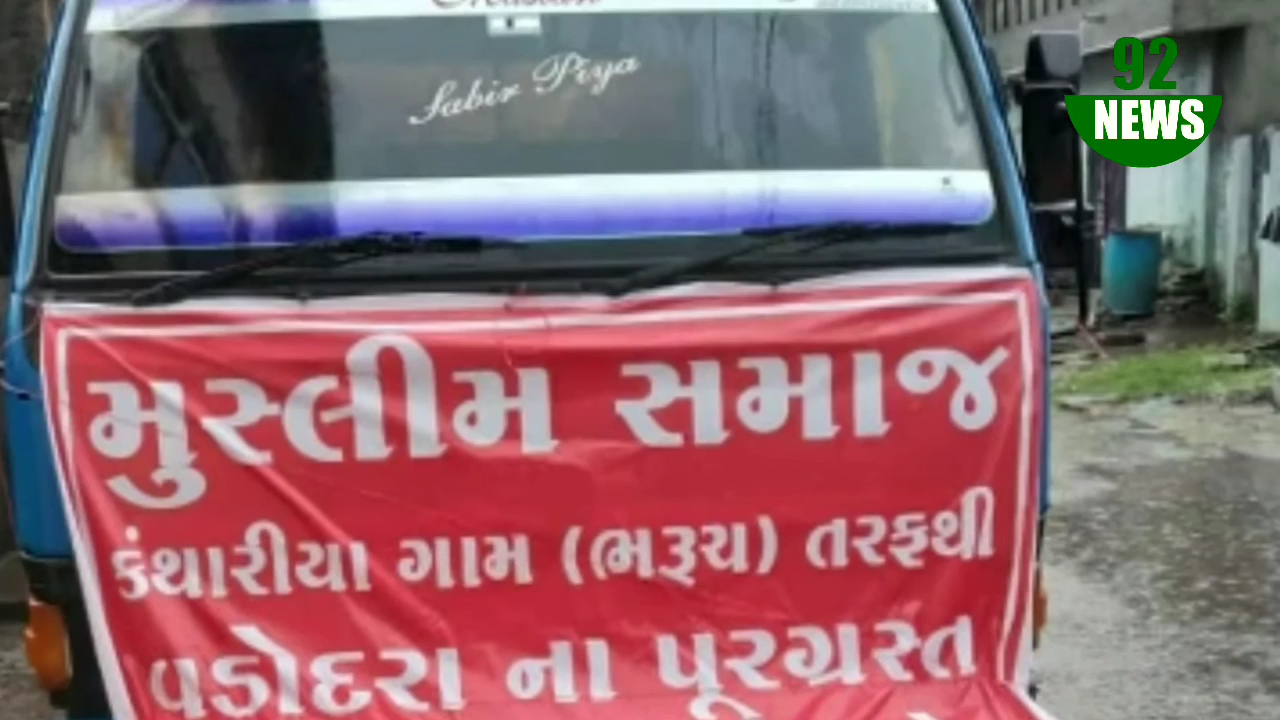 Sabir Piya
92
NEWS
મુસ્લીમ સમાજ
કંથારીયા ગામ (ભરૂચ) તરફથી
વડોદરા ના પૂરગ્રસ્ત